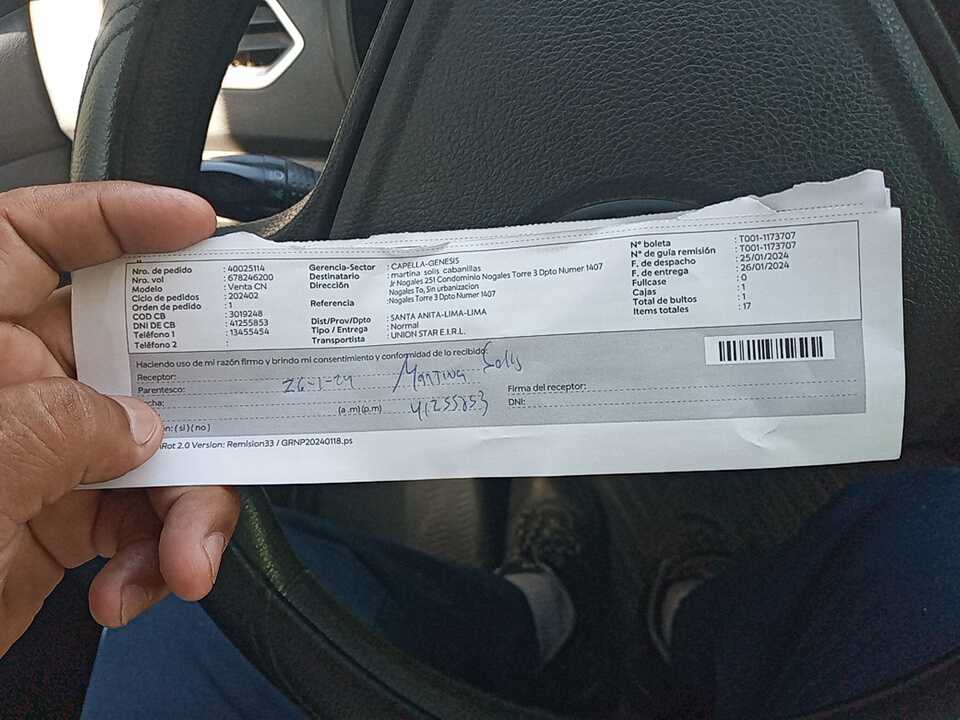 Nro. de pedido : 40025114
Nro. vol : 678246200
Modelo : Venta CN
Ciclo de pedidos : 202402
Orden de pedido : 1
COD CB : 3019248
DNI DE CB : 41255853
Teléfono 1 : 13455454
Teléfono 2 :
Gerencia-Sector : CAPELLA-GENESIS
Destinatario : martina solis cabanillas
Dirección : Jr Nogales 251 Condominio Nogales Torre 3 Dpto Numer 1407
Nogales To, Sin urbanizacion
Referencia : Nogales Torre 3 Dpto Numer 1407
Dist/Prov/Dpto : SANTA ANITA-LIMA-LIMA
Tipo / Entrega : Normal
Transportista : UNION STAR E.I.R.L.
N° boleta : T001-1173707
N° de guía remisión : T001-1173707
F. de despacho : 25/01/2024
F. de entrega : 26/01/2024
Fullcase : 0
Cajas : 1
Total de bultos : 1
Items totales : 17
Haciendo uso de mi razón firmo y brindo mi consentimiento y conformidad de lo recibido:
Receptor: Martina Solis
Parentesco: 26-1-24
cha: (a.m)(p.m) 41255853
Firma del receptor:
DNI:
n: ( si ) ( no )
Rot 2.0 Version: Remision33 / GRNP20240118.ps